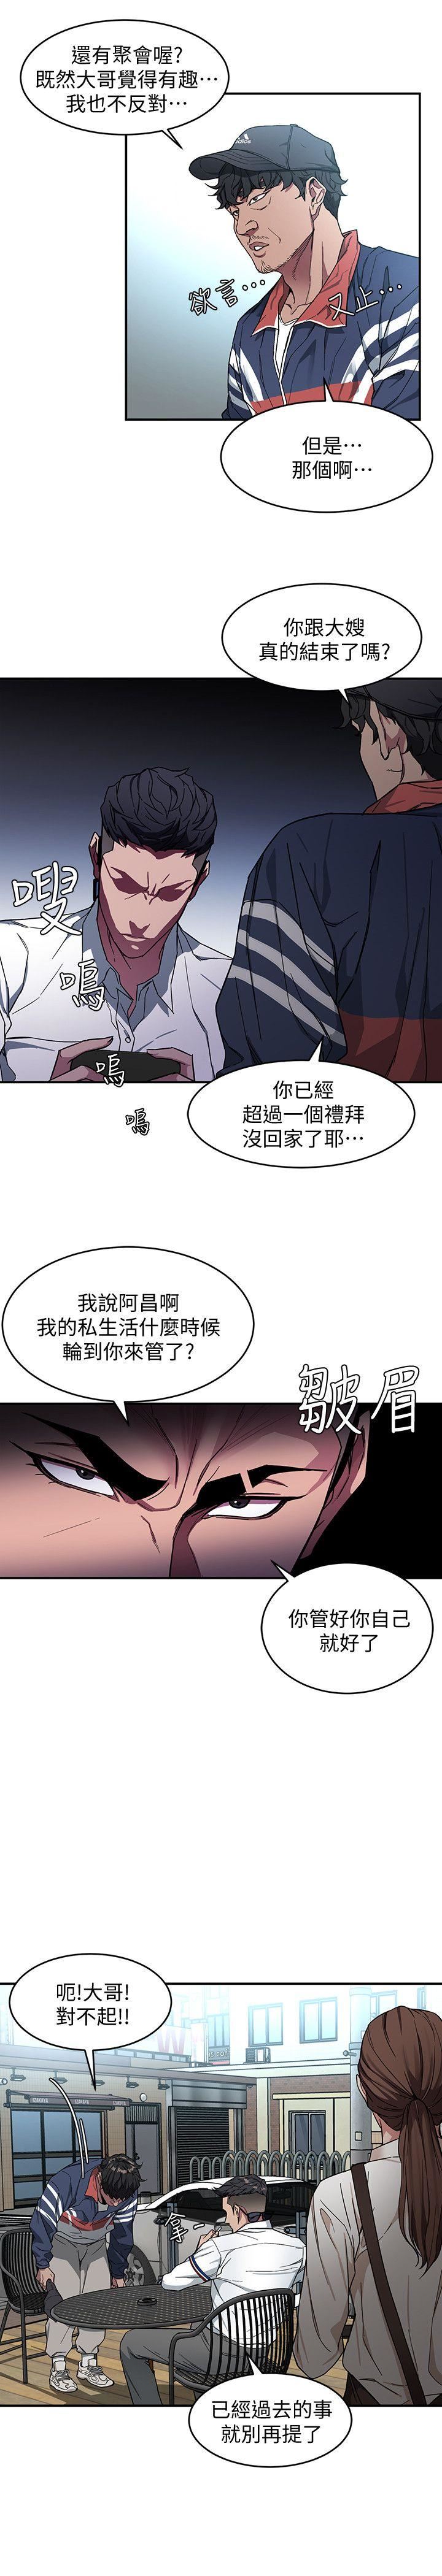 還有聚會喔?
既然大哥覺得有趣…
我也不反對…
adidas
欲言…
又止…
但是…
那個啊…
你跟大嫂
真的結束了嗎?
嗖
嗚
嗚
嗚
你已經
超過一個禮拜
沒回家了耶…
我說阿昌啊
我的私生活什麼時候
輪到你來管了?
皺眉
你管好你自己
就好了
呃!大哥!
對不起!!
拿
已經過去的事
就別再提了